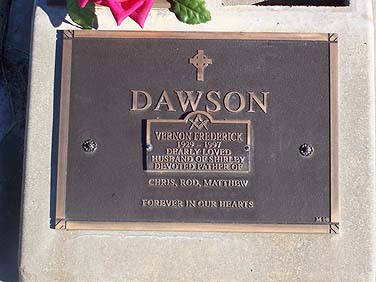 DAWSON
VERNON FREDERICK
1929 - 1997
DEARLY LOVED
HUSBAND OF SHIRLEY
DEVOTED FATHER OF
CHRIS, ROD, MATTHEW
FOREVER IN OUR HEARTS